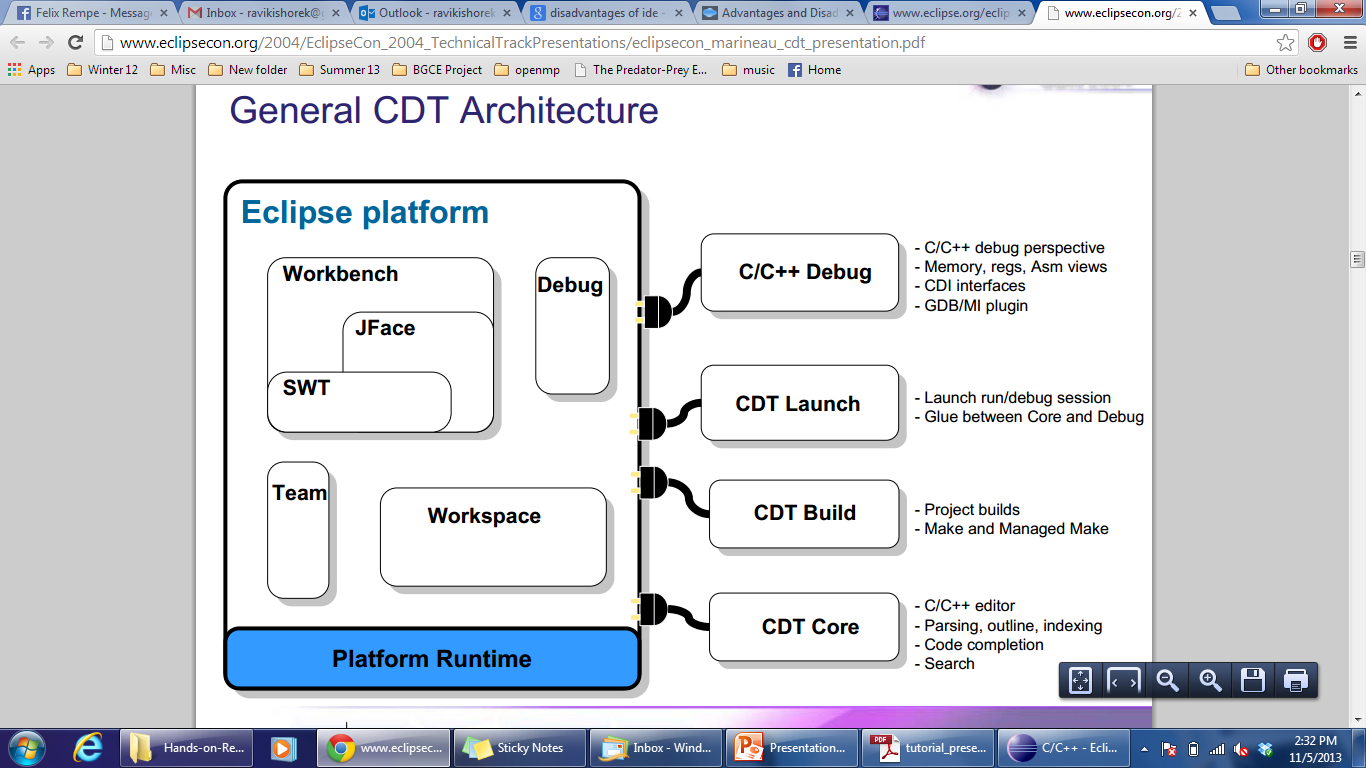 Felix Rempe - Messag
Inbox - ravikishorek@
Outlook - ravikishorek
disadvantages of ide -
Advantages and Disad
www.eclipse.org/eclip
www.eclipsecon.org/2
www.eclipsecon.org/2004/EclipseCon_2004_TechnicalTrackPresentations/eclipsecon_marineau_cdt_presentation.pdf
Apps
Winter12
Misc
New folder
Summer13
BGCE Project
openmp
The Predator-Prey E...
music
Home
Other bookmarks
General CDT Architecture
Eclipse platform
Workbench
JFace
SWT
Debug
Team
Workspace
Platform Runtime
C/C++ Debug
- C/C++ debug perspective
- Memory, regs, Asm views
- CDI interfaces
- GDB/MI plugin
CDT Launch
- Launch run/debug session
- Glue between Core and Debug
CDT Build
- Project builds
- Make and Managed Make
CDT Core
- C/C++ editor
- Parsing, outline, indexing
- Code completion
- Search
Hands-on-Re...
www.eclipsec...
Sticky Notes
Inbox - Wind...
Presentation...
tutorial_prese...
C/C++ - Ecli...
2:32 PM
11/5/2013